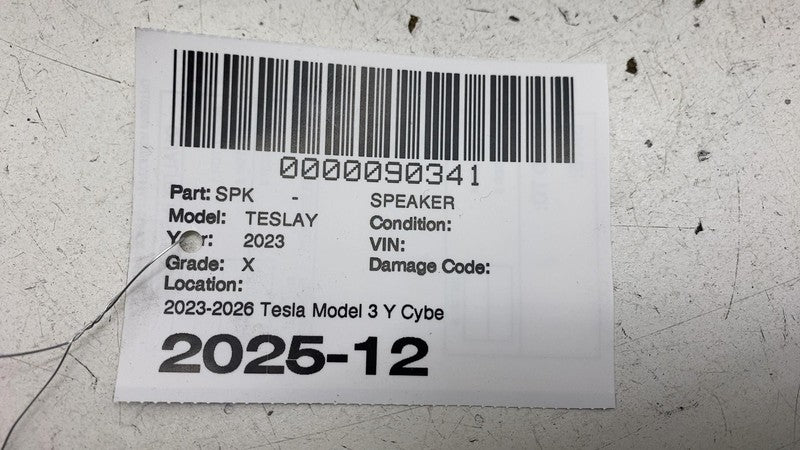 0000090341
Part: SPK - SPEAKER
Model: TESLAY Condition:
Year: 2023 VIN:
Grade: X Damage Code:
Location:
2023-2026 Tesla Model 3 Y Cybe
2025-12